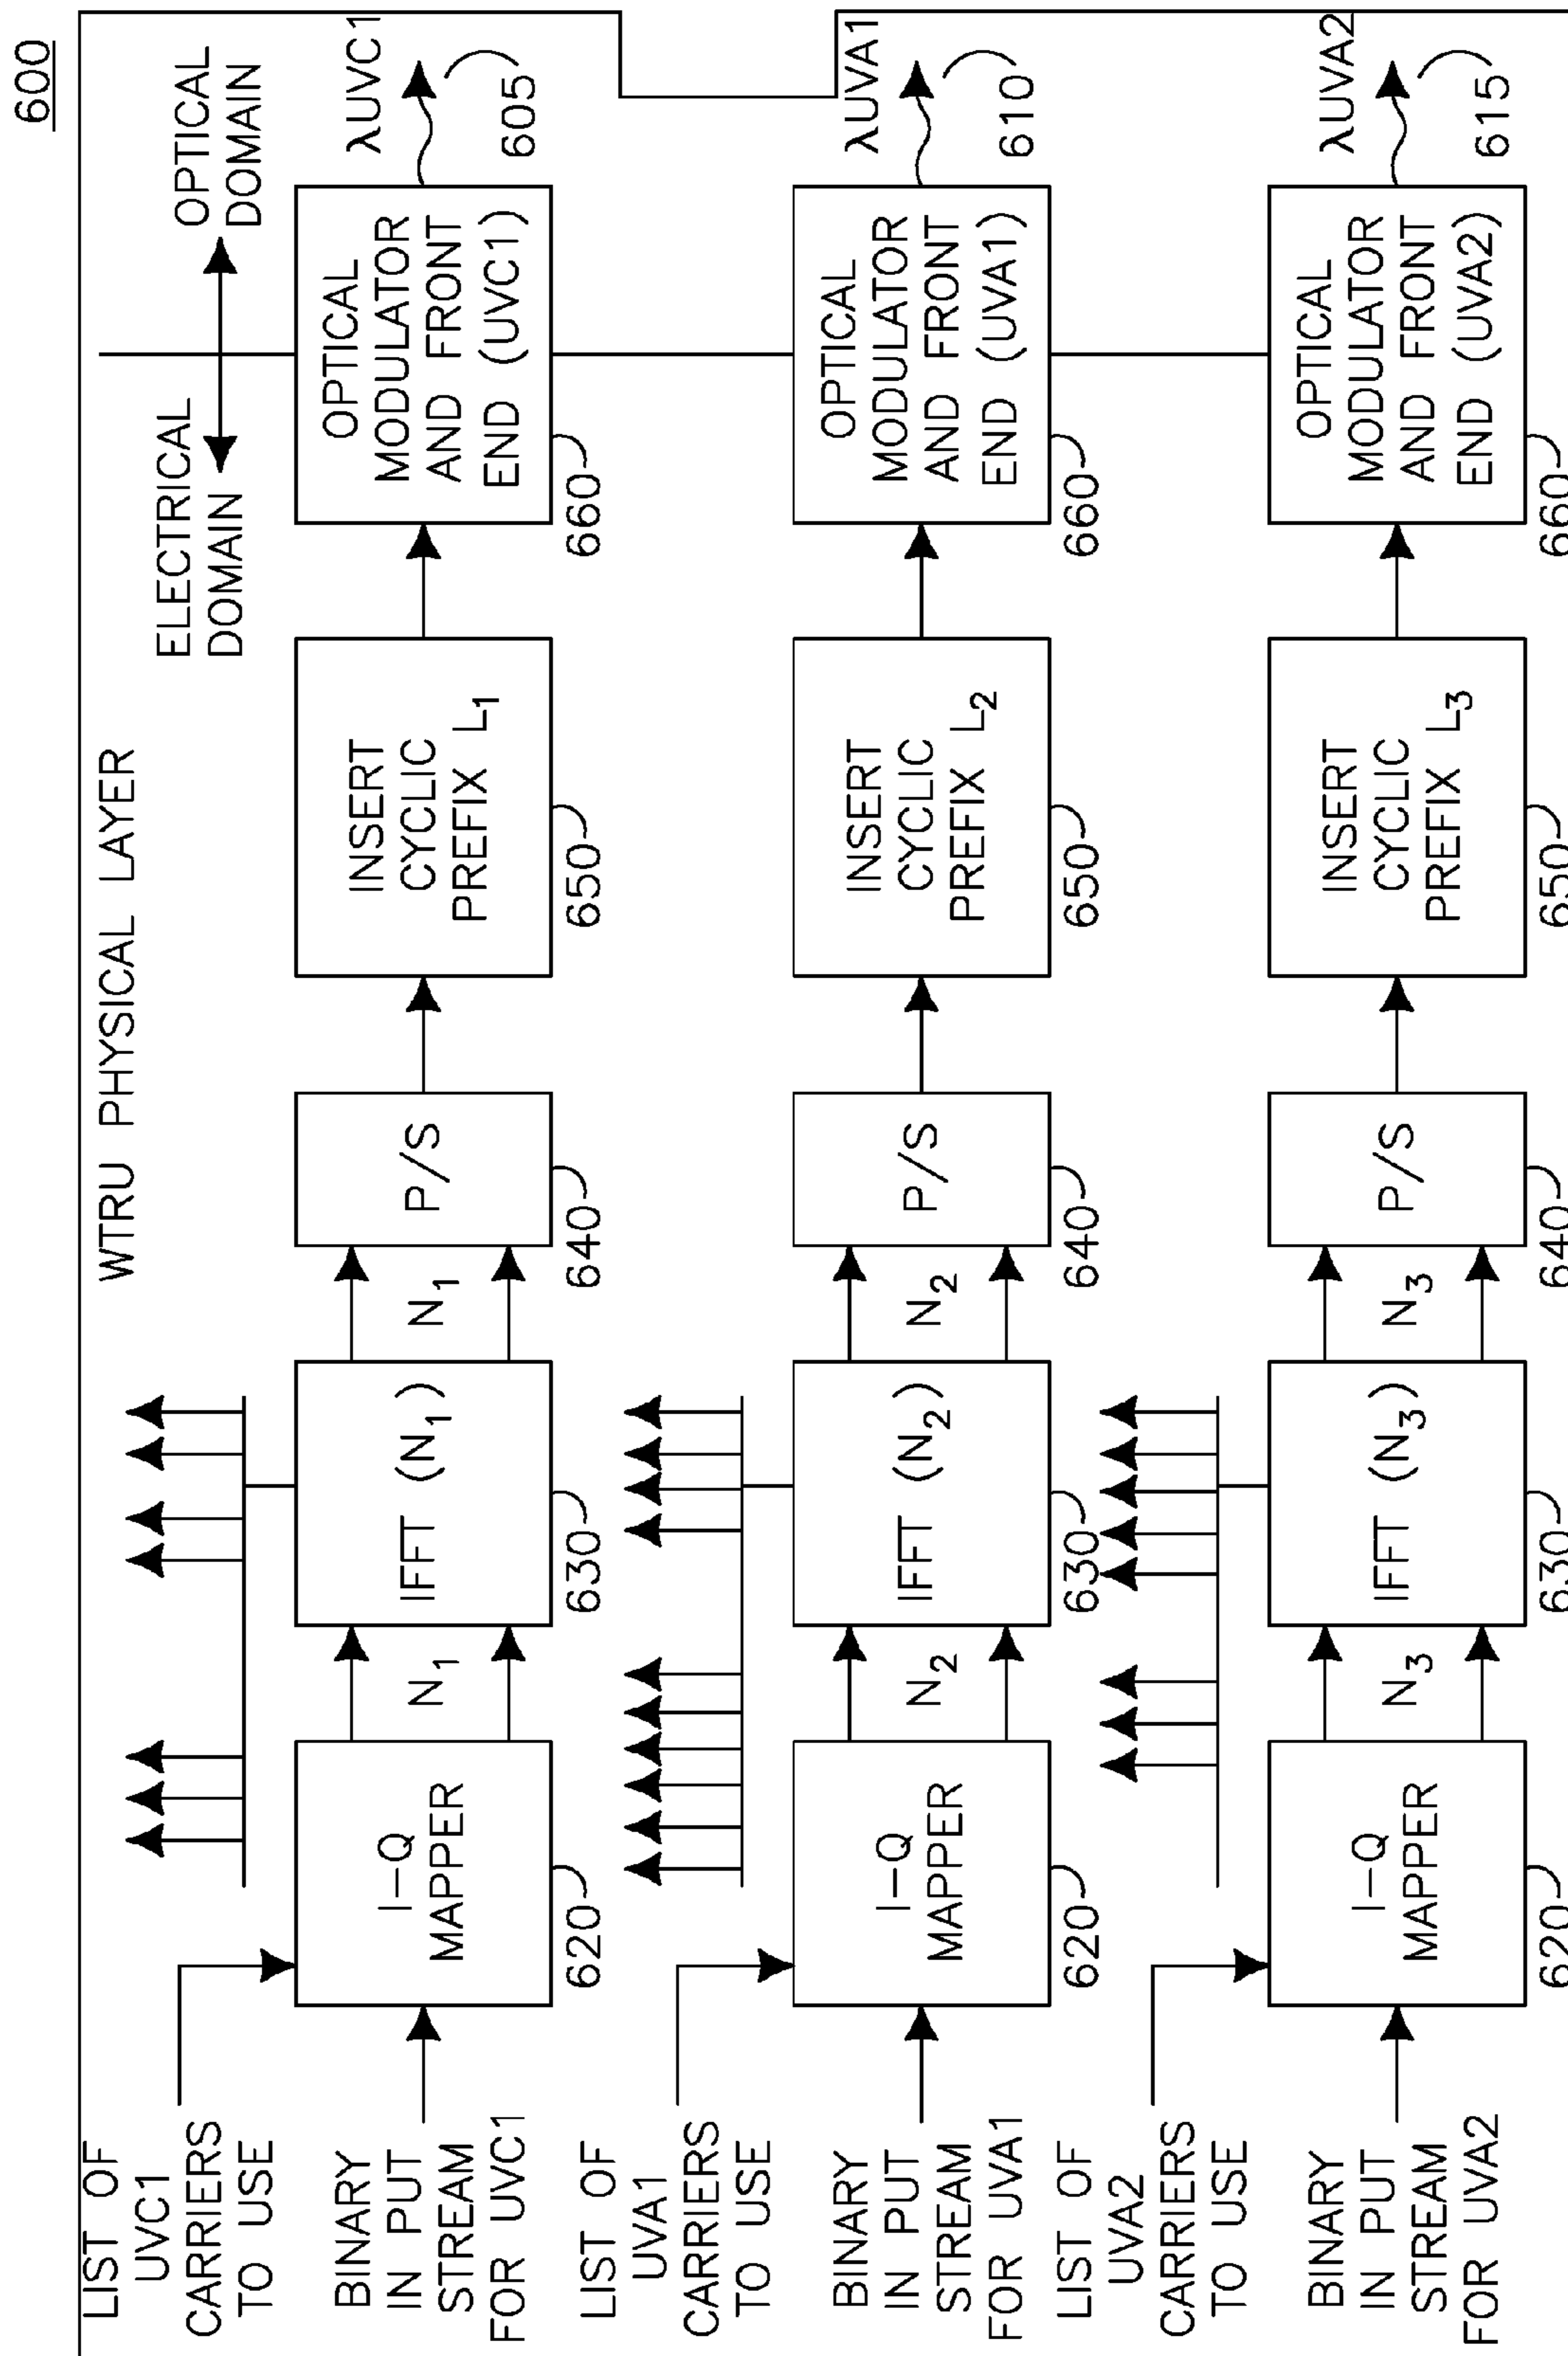 600
WTRU PHYSICAL LAYER
ELECTRICAL
DOMAIN
OPTICAL
DOMAIN
LIST OF
UVC1
CARRIERS
TO USE
BINARY
IN PUT
STREAM
FOR UVC1
I-Q
MAPPER
620
N1
IFFT (N1)
630
N1
P/S
640
INSERT
CYCLIC
PREFIX L1
650
OPTICAL
MODULATOR
AND FRONT
END (UVC1)
660
λUVC1
605
LIST OF
UVA1
CARRIERS
TO USE
BINARY
IN PUT
STREAM
FOR UVA1
I-Q
MAPPER
620
N2
IFFT (N2)
630
N2
P/S
640
INSERT
CYCLIC
PREFIX L2
650
OPTICAL
MODULATOR
AND FRONT
END (UVA1)
660
λUVA1
610
LIST OF
UVA2
CARRIERS
TO USE
BINARY
IN PUT
STREAM
FOR UVA2
I-Q
MAPPER
620
N3
IFFT (N3)
630
N3
P/S
640
INSERT
CYCLIC
PREFIX L3
650
OPTICAL
MODULATOR
AND FRONT
END (UVA2)
660
λUVA2
615